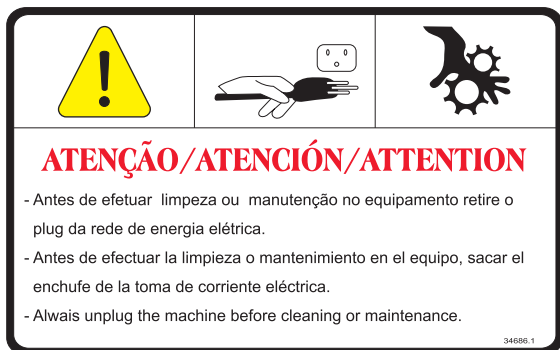 ATENÇÃO/ATENCIÓN/ATTENTION
- Antes de efetuar limpeza ou manutenção no equipamento retire o
plug da rede de energia elétrica.
- Antes de efectuar la limpieza o mantenimiento en el equipo, sacar el
enchufe de la toma de corriente eléctrica.
- Alwais unplug the machine before cleaning or maintenance.
34686.1